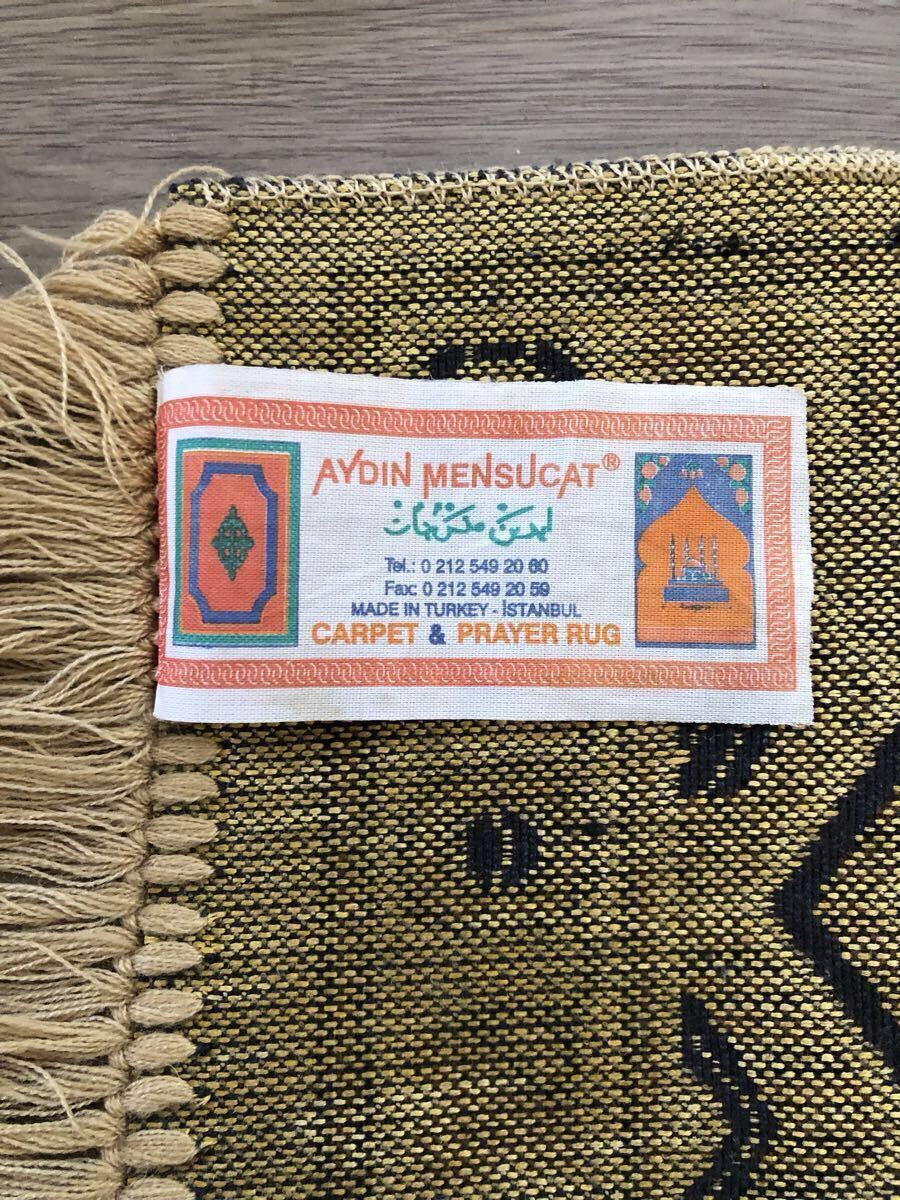 AYDIN MENSUCAT®
Tel.: 0 212 549 20 60
Fax: 0 212 549 20 59
MADE IN TURKEY - İSTANBUL
CARPET & PRAYER RUG